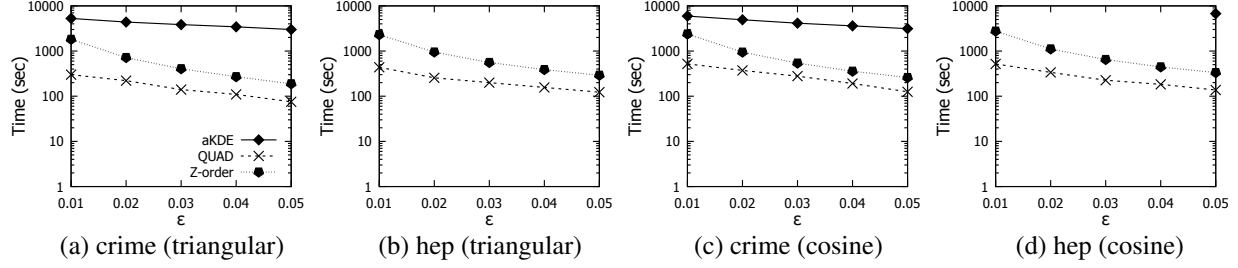 10000
1000
100
10
1
Time (sec)
aKDE
QUAD
Z-order
0.01 0.02 0.03 0.04 0.05
ε
(a) crime (triangular)
10000
1000
100
10
1
Time (sec)
0.01 0.02 0.03 0.04 0.05
ε
(b) hep (triangular)
10000
1000
100
10
1
Time (sec)
0.01 0.02 0.03 0.04 0.05
ε
(c) crime (cosine)
10000
1000
100
10
1
Time (sec)
0.01 0.02 0.03 0.04 0.05
ε
(d) hep (cosine)